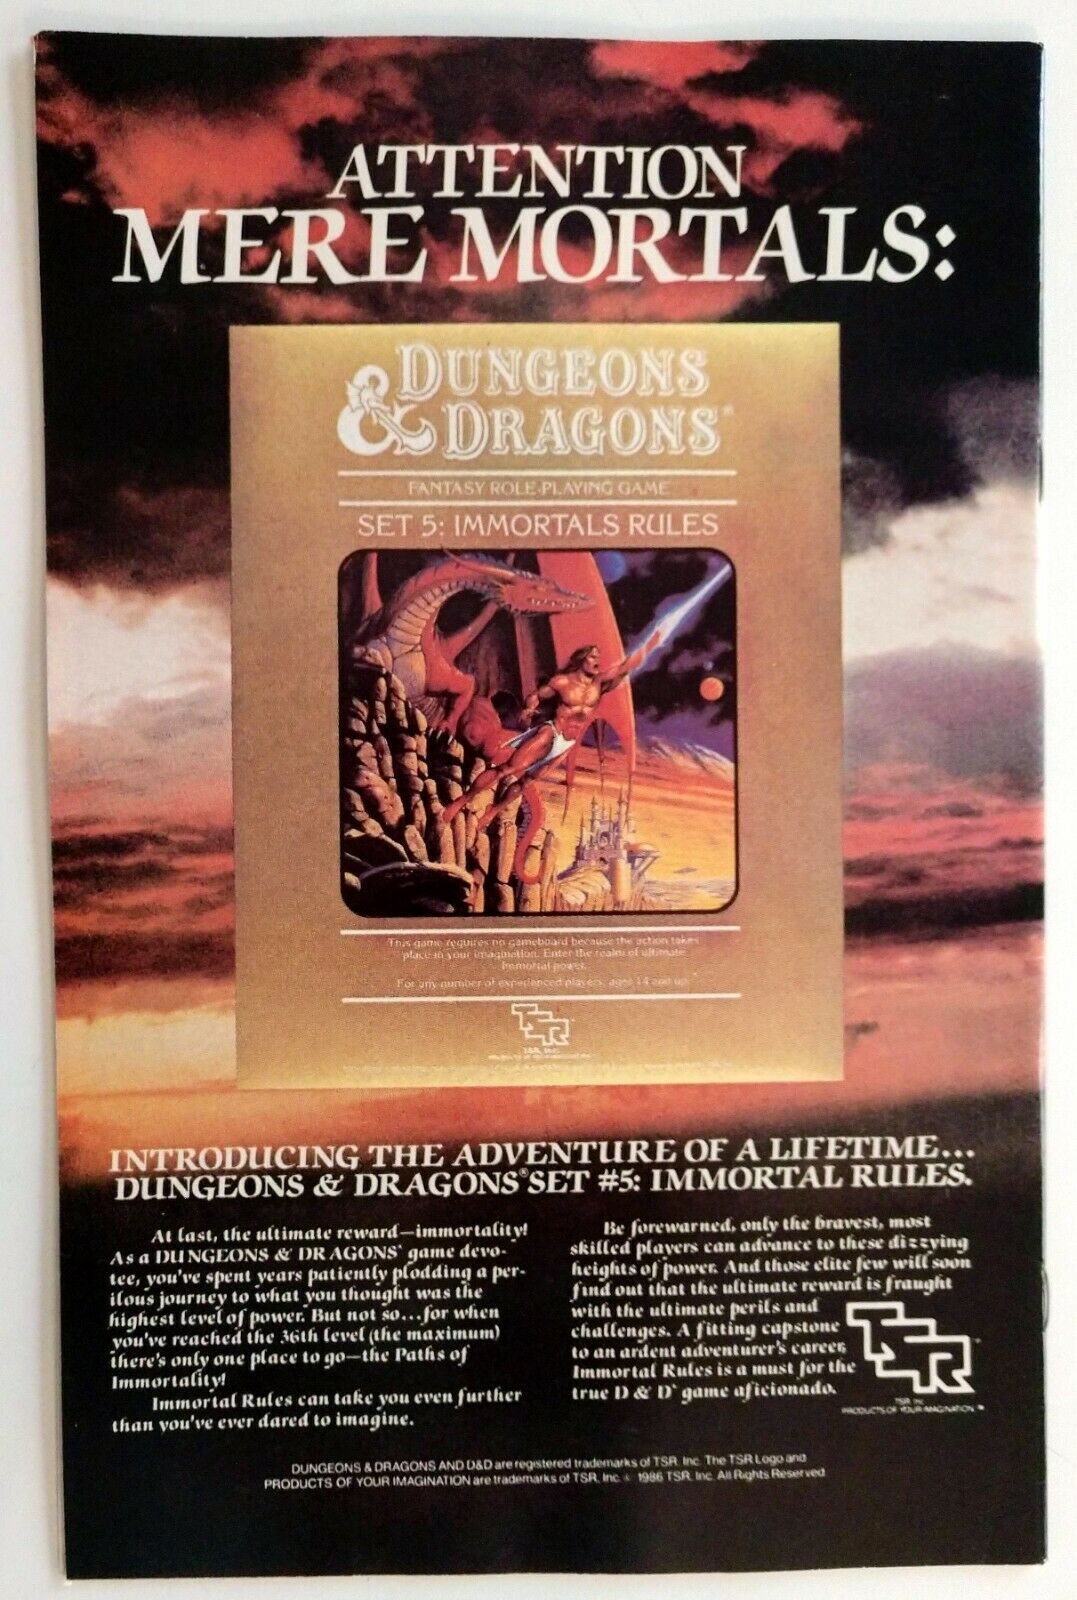 ATTENTION
MERE MORTALS:
DUNGEONS
& DRAGONS®
FANTASY ROLE-PLAYING GAME
SET 5: IMMORTALS RULES
This game requires no gameboard because the action takes
place in your imagination. Enter the realm of ultimate
Immortal power.
For any number of experienced players, ages 14 and up.
TSR
TSR, Inc.
INTRODUCING THE ADVENTURE OF A LIFETIME...
DUNGEONS & DRAGONS® SET #5: IMMORTAL RULES.
At last, the ultimate reward—immortality!
As a DUNGEONS & DRAGONS® game devo-
tee, you've spent years patiently plodding a per-
ilous journey to what you thought was the
highest level of power. But not so...for when
you've reached the 36th level (the maximum)
there's only one place to go—the Paths of
Immortality!
Immortal Rules can take you even further
than you've ever dared to imagine.
Be forewarned, only the bravest, most
skilled players can advance to these dizzying
heights of power. And those elite few will soon
find out that the ultimate reward is fraught
with the ultimate perils and
challenges. A fitting capstone
to an ardent adventurer's career,
Immortal Rules is a must for the
true D & D® game aficionado.
TSR™
TSR, Inc.
PRODUCTS OF YOUR IMAGINATION™
DUNGEONS & DRAGONS AND D&D are registered trademarks of TSR, Inc. The TSR Logo and
PRODUCTS OF YOUR IMAGINATION are trademarks of TSR, Inc. © 1986 TSR, Inc. All Rights Reserved